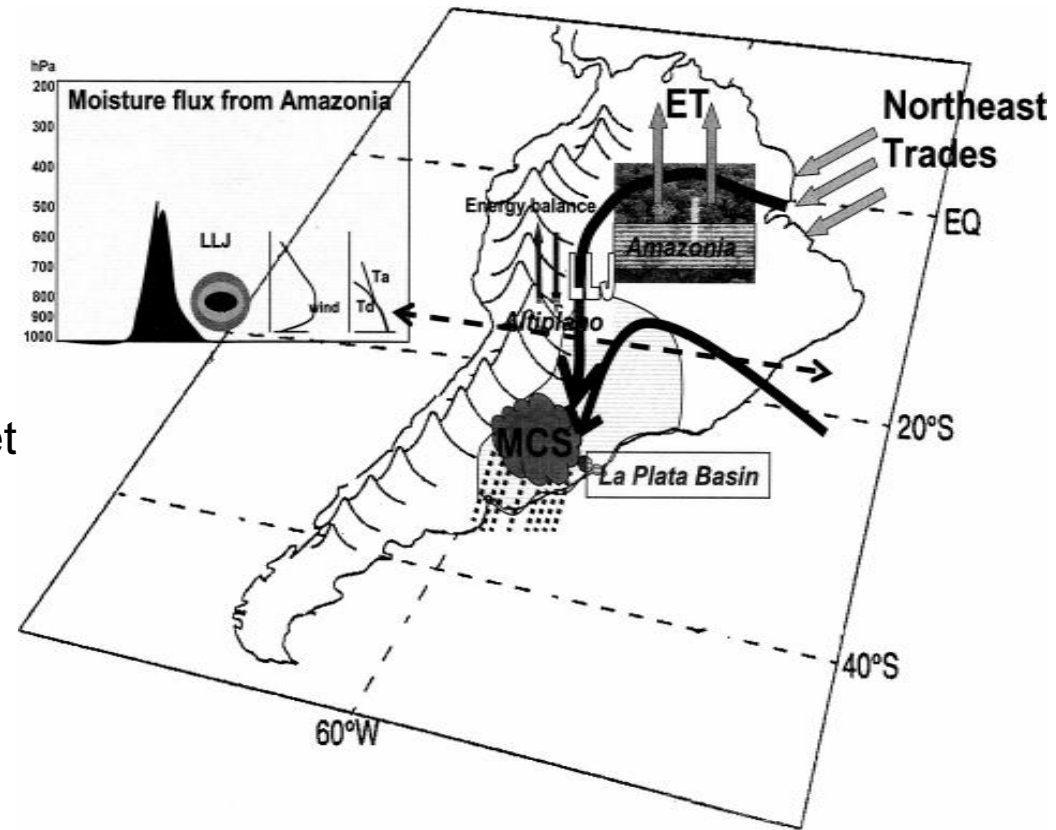 hPa
200
300
400
500
600
700
800
900
1000
Moisture flux from Amazonia
LLJ
wind
Ta
Td
ET
Northeast
Trades
Energy balance
Amazonia
EQ
LLJ
Altiplano
20°S
et
MCS
La Plata Basin
40°S
60°W